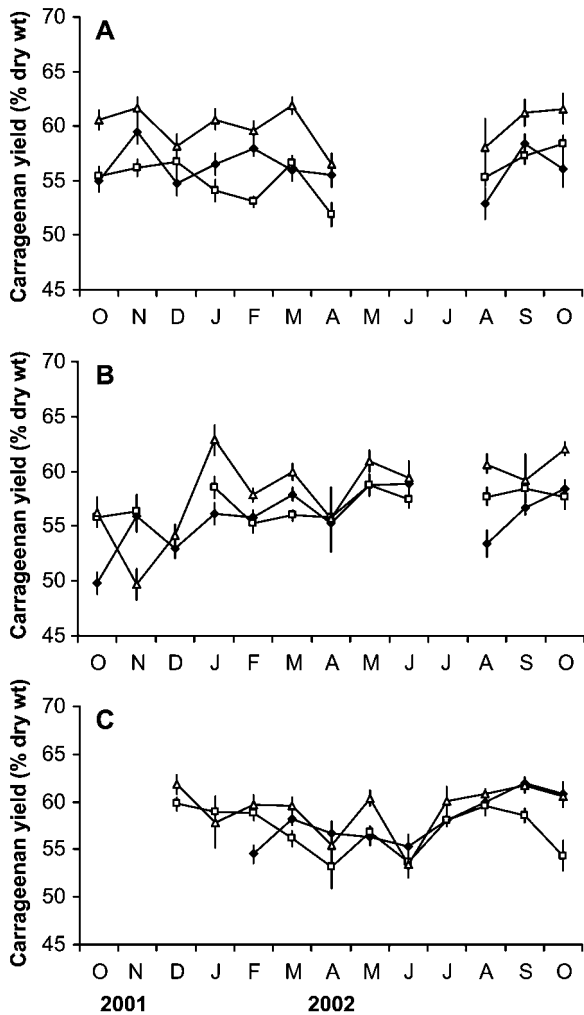 A
Carrageenan yield (% dry wt)
70
65
60
55
50
45
O N D J F M A M J J A S O
B
Carrageenan yield (% dry wt)
70
65
60
55
50
45
O N D J F M A M J J A S O
C
Carrageenan yield (% dry wt)
70
65
60
55
50
45
O N D J F M A M J J A S O
2001 2002